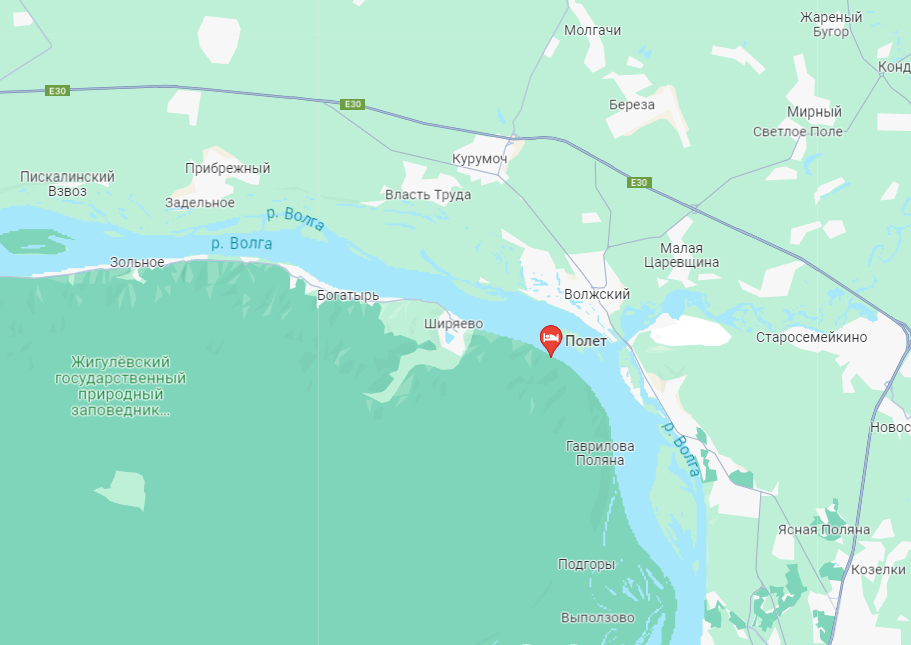 Жареный
Бугор
Молгачи
Конд
E30
E30
Береза
Мирный
Светлое Поле
Курумоч
Прибрежный
Пискалинский
Взвоз
E30
Власть Труда
Задельное
р. Волга
р. Волга
Малая
Царевщина
Зольное
Богатырь
Волжский
Ширяево
Полет
Старосемейкино
Жигулёвский
государственный
природный
заповедник...
Новос
р. Волга
Гаврилова
Поляна
Ясная Поляна
Подгоры
Козелки
Выползово